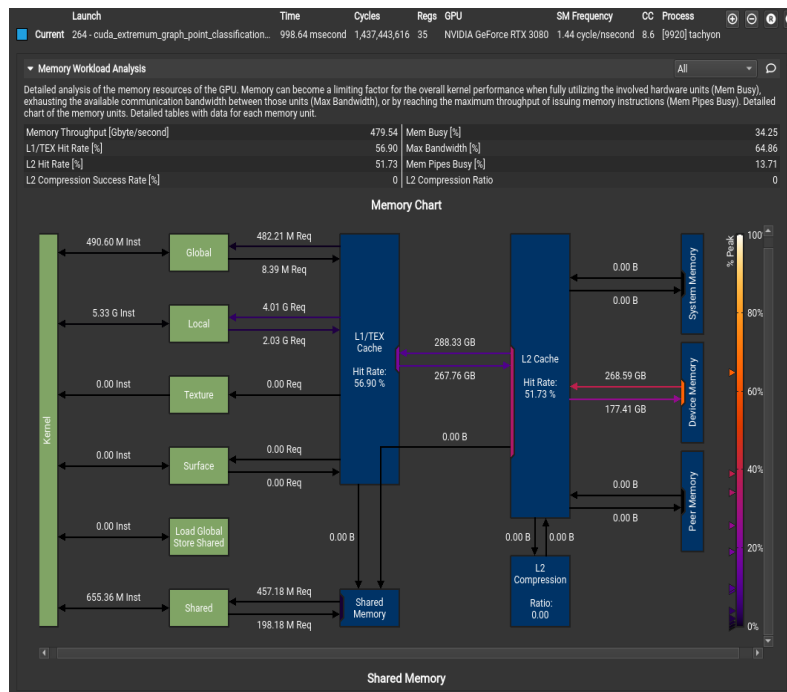 Launch Time Cycles Regs GPU SM Frequency CC Process
Current 264 - cuda_extremum_graph_point_classification... 998.64 msecond 1,437,443,616 35 NVIDIA GeForce RTX 3080 1.44 cycle/nsecond 8.6 [9920] tachyon
Memory Workload Analysis All
Detailed analysis of the memory resources of the GPU. Memory can become a limiting factor for the overall kernel performance when fully utilizing the involved hardware units (Mem Busy),
exhausting the available communication bandwidth between those units (Max Bandwidth), or by reaching the maximum throughput of issuing memory instructions (Mem Pipes Busy). Detailed
chart of the memory units. Detailed tables with data for each memory unit.
Memory Throughput [Gbyte/second] 479.54 Mem Busy [%] 34.25
L1/TEX Hit Rate [%] 56.90 Max Bandwidth [%] 64.86
L2 Hit Rate [%] 51.73 Mem Pipes Busy [%] 13.71
L2 Compression Success Rate [%] 0 L2 Compression Ratio 0
Memory Chart
Kernel
490.60 M Inst
Global
482.21 M Req
8.39 M Req
5.33 G Inst
Local
4.01 G Req
2.03 G Req
0.00 Inst
Texture
0.00 Req
0.00 Inst
Surface
0.00 Req
0.00 Req
0.00 Inst
Load Global
Store Shared
655.36 M Inst
Shared
457.18 M Req
198.18 M Req
L1/TEX
Cache
Hit Rate:
56.90 %
288.33 GB
267.76 GB
0.00 B
0.00 B
Shared
Memory
L2 Cache
Hit Rate:
51.73 %
0.00 B
0.00 B
L2
Compression
Ratio:
0.00
0.00 B
0.00 B
System Memory
268.59 GB
177.41 GB
Device Memory
0.00 B
0.00 B
Peer Memory
% Peak
100
80%
60%
40%
20%
0%
Shared Memory